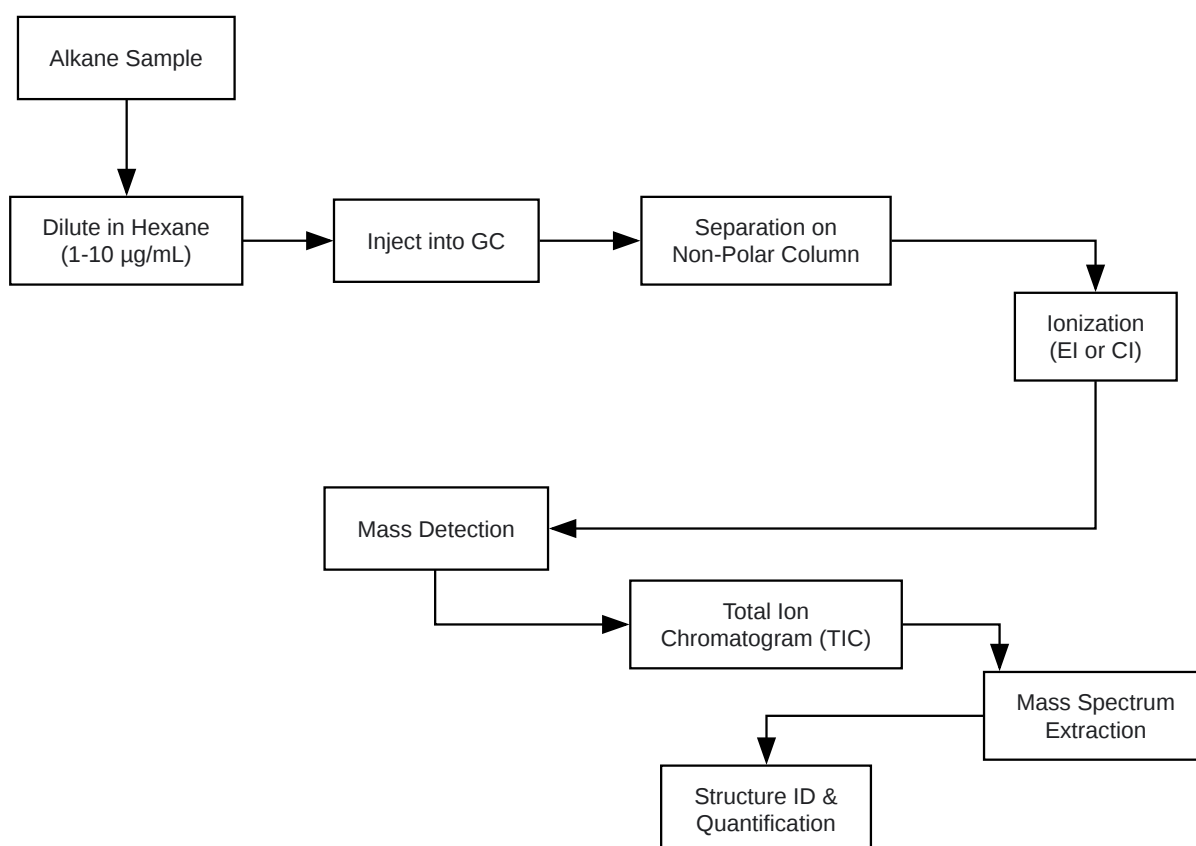 Alkane Sample
Dilute in Hexane
(1-10 µg/mL)
Inject into GC
Separation on
Non-Polar Column
Ionization
(EI or CI)
Mass Detection
Total Ion
Chromatogram (TIC)
Mass Spectrum
Extraction
Structure ID &
Quantification